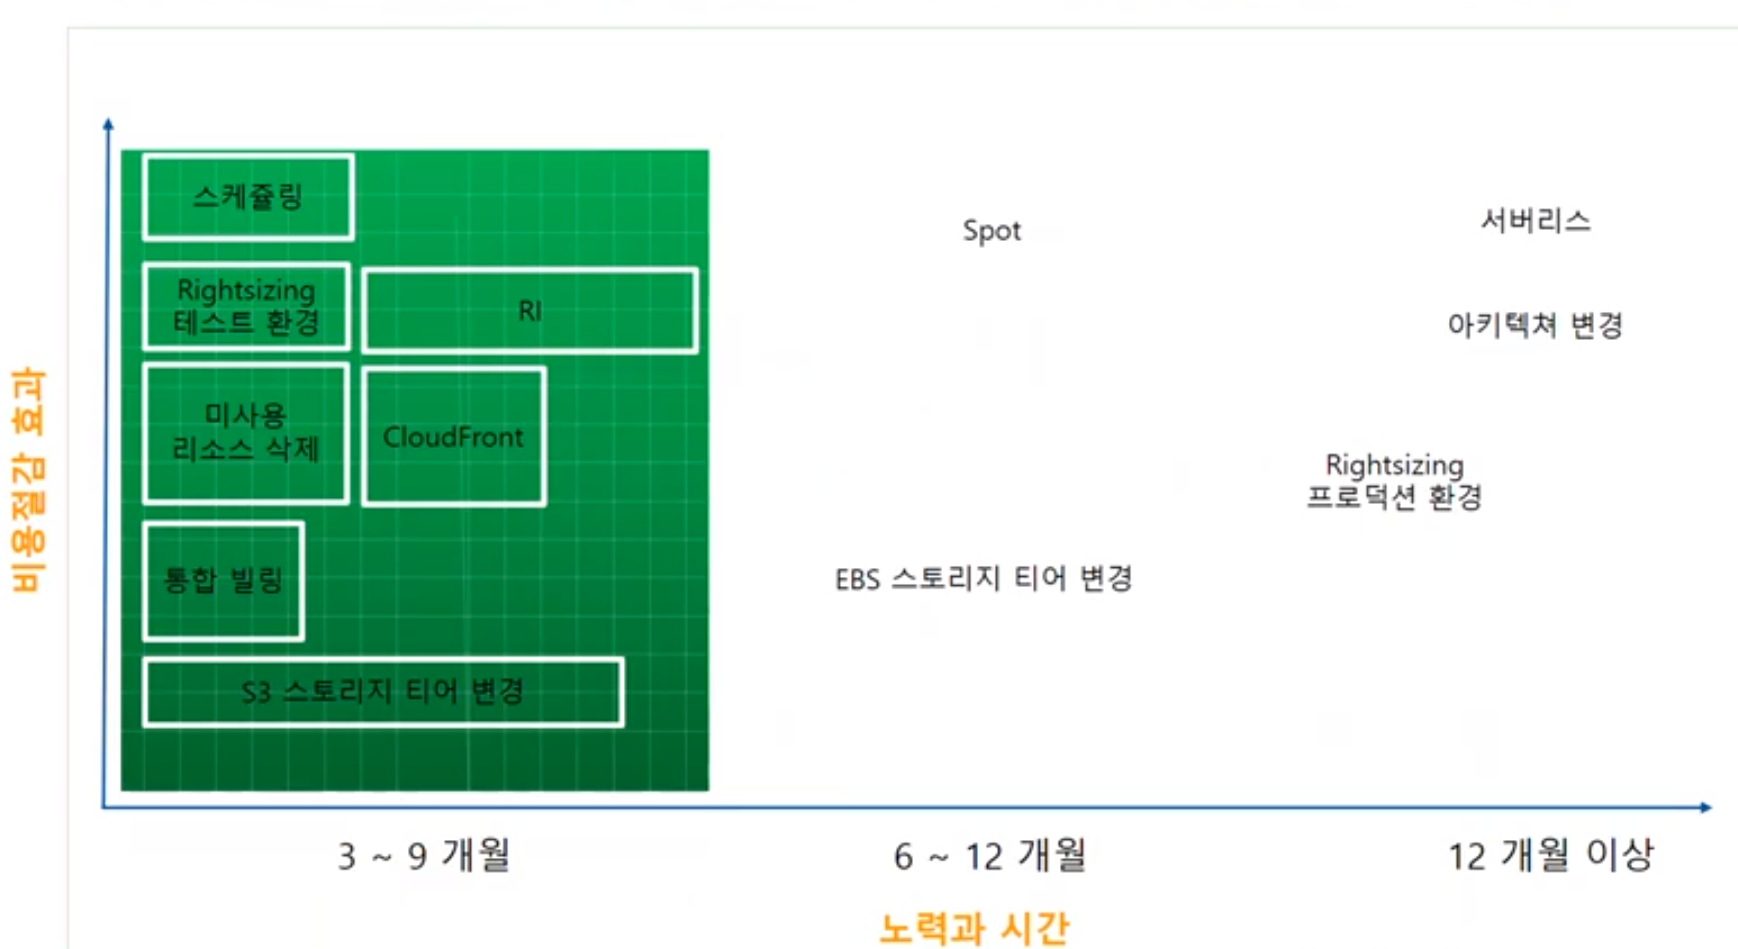 스케쥴링
Rightsizing
테스트 환경
RI
미사용
리소스 삭제
CloudFront
통합 빌링
S3 스토리지 티어 변경
Spot
EBS 스토리지 티어 변경
서버리스
아키텍쳐 변경
Rightsizing
프로덕션 환경
비용절감 효과
3 ~ 9 개월
6 ~ 12 개월
12 개월 이상
노력과 시간